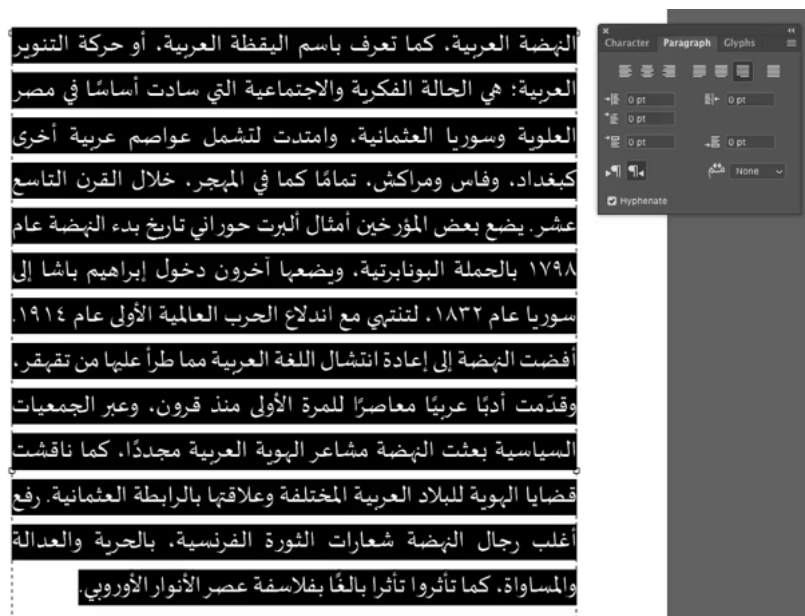 النهضة العربية، كما تعرف باسم اليقظة العربية، أو حركة التنوير
العربية؛ هي الحالة الفكرية والاجتماعية التي سادت أساسًا في مصر
العلوية وسوريا العثمانية، وامتدت لتشمل عواصم عربية أخرى
كبغداد، وفاس ومراكش، تمامًا كما في المهجر، خلال القرن التاسع
عشر. يضع بعض المؤرخين أمثال ألبرت حوراني تاريخ بدء النهضة عام
١٧٩٨ بالحملة البونابرتية، ويضعها آخرون دخول إبراهيم باشا إلى
سوريا عام ١٨٣٢، لتنتهي مع اندلاع الحرب العالمية الأولى عام ١٩١٤.
أفضت النهضة إلى إعادة انتشال اللغة العربية مما طرأ عليها من تقهقر،
وقدّمت أدبًا عربيًا معاصرًا للمرة الأولى منذ قرون، وعبر الجمعيات
السياسية بعثت النهضة مشاعر الهوية العربية مجددًا، كما ناقشت
قضايا الهوية للبلاد العربية المختلفة وعلاقتها بالرابطة العثمانية. رفع
أغلب رجال النهضة شعارات الثورة الفرنسية، بالحرية والعدالة
والمساواة، كما تأثروا تأثرا بالغًا بفلاسفة عصر الأنوار الأوروبي.
Character Paragraph Glyphs
0 pt 0 pt
0 pt
0 pt 0 pt
None
Hyphenate